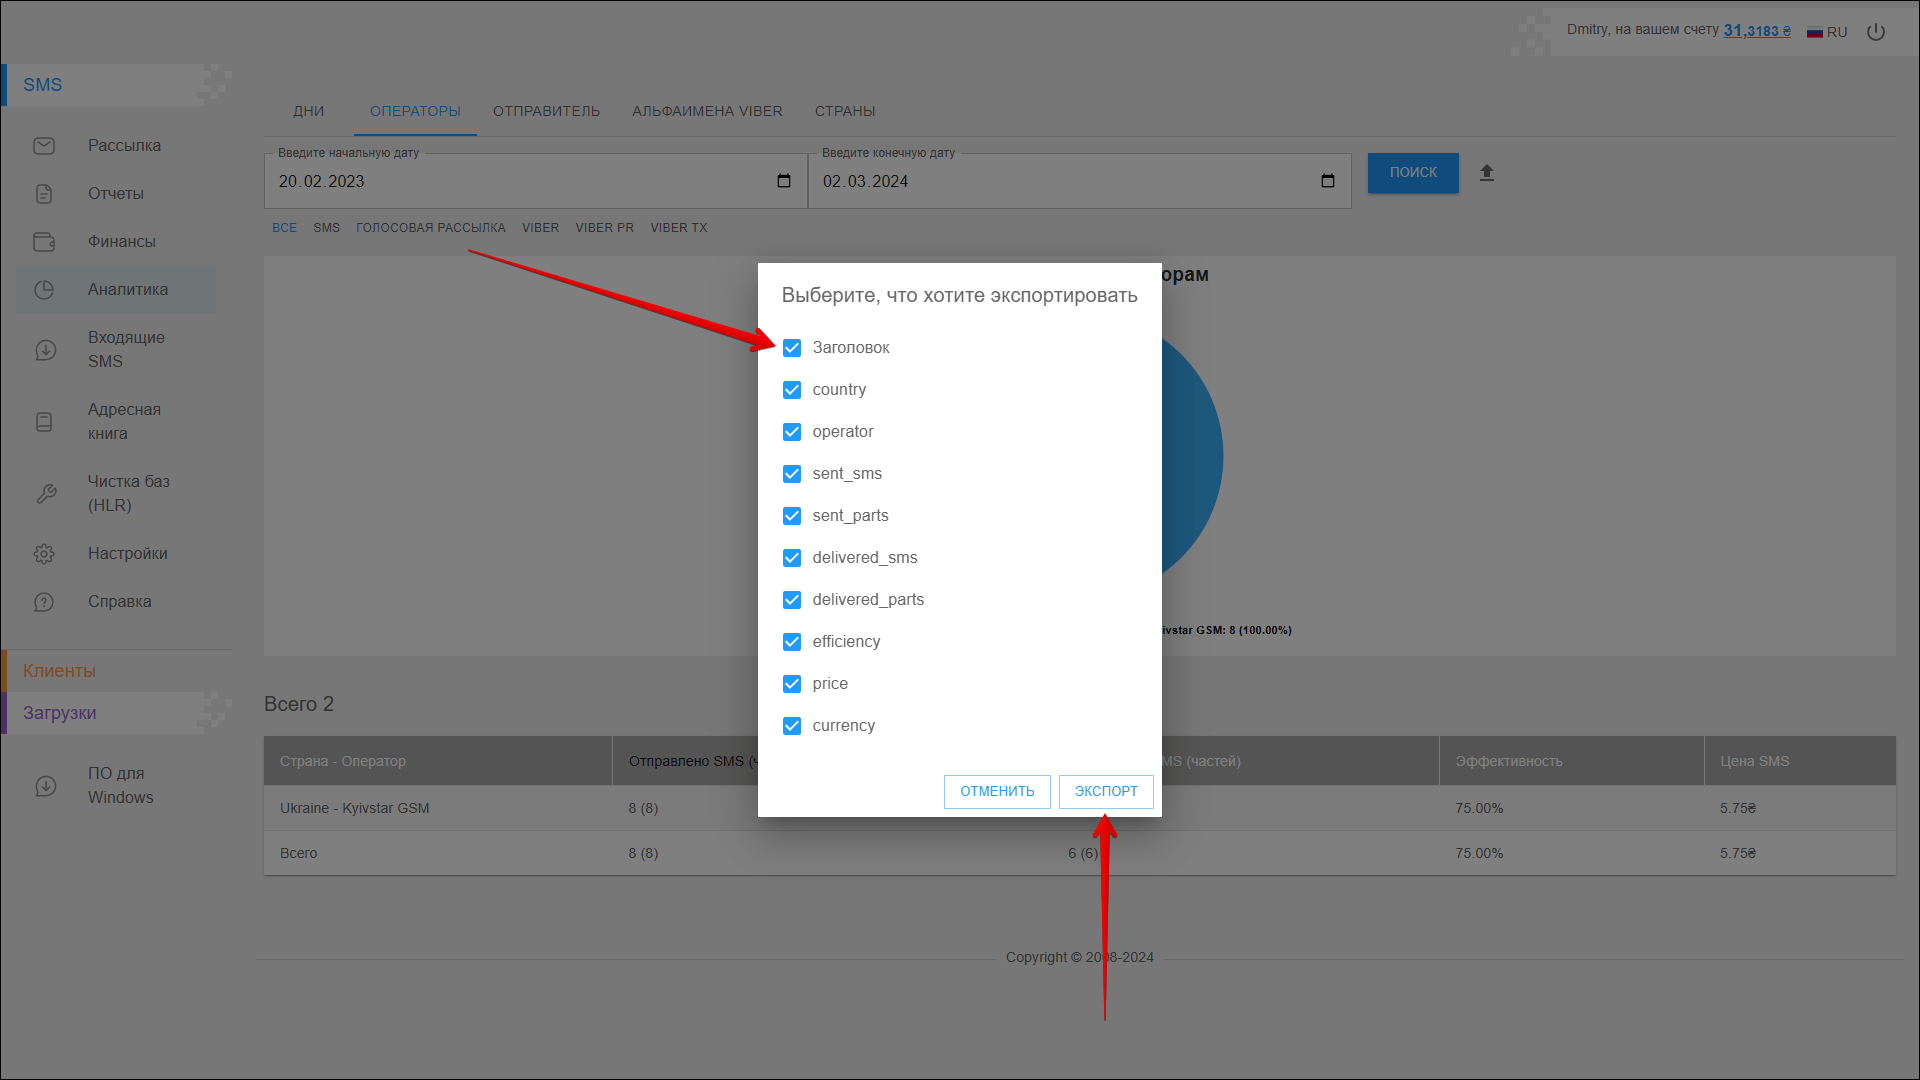 Dmitry, на вашем счету 31,3183 ₴ RU
SMS
Рассылка
Отчеты
Финансы
Аналитика
Входящие
SMS
Адресная
книга
Чистка баз
(HLR)
Настройки
Справка
Клиенты
Загрузки
ПО для
Windows
ДНИ ОПЕРАТОРЫ ОТПРАВИТЕЛЬ АЛЬФАИМЕНА VIBER СТРАНЫ
Введите начальную дату Введите конечную дату
20.02.2023 02.03.2024 ПОИСК
ВСЕ SMS ГОЛОСОВАЯ РАССЫЛКА VIBER VIBER PR VIBER TX
орам
Выберите, что хотите экспортировать
Заголовок
country
operator
sent_sms
sent_parts
delivered_sms
delivered_parts
efficiency
price
currency
ОТМЕНИТЬ ЭКСПОРТ
ivstar GSM: 8 (100.00%)
Всего 2
Страна - Оператор Отправлено SMS (ч MS (частей) Эффективность Цена SMS
Ukraine - Kyivstar GSM 8 (8) 75.00% 5.75₴
Всего 8 (8) 6 (6) 75.00% 5.75₴
Copyright © 2008-2024